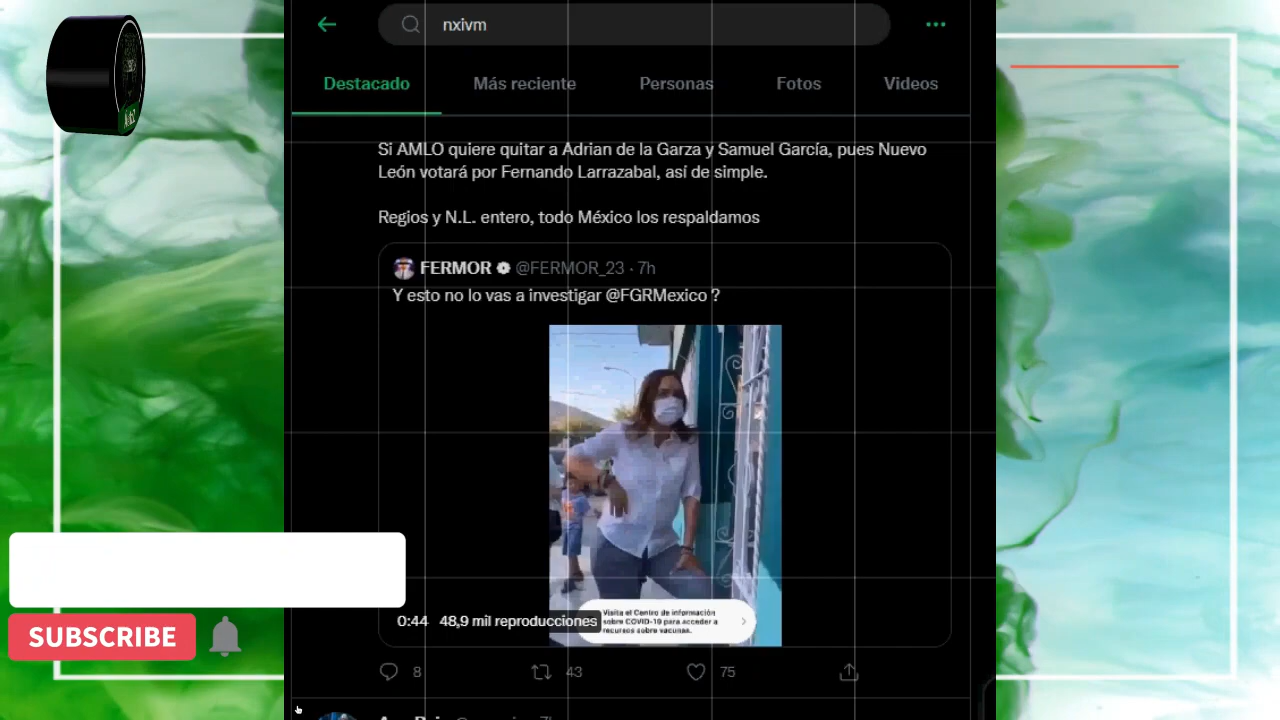 nxivm
Destacado
Más reciente
Personas
Fotos
Videos
Si AMLO quiere quitar a Adrian de la Garza y Samuel García, pues Nuevo
León votará por Fernando Larrazabal, así de simple.
Regios y N.L. entero, todo México los respaldamos
FERMOR @FERMOR_23 · 7h
Y esto no lo vas a investigar @FGRMexico ?
Visita el Centro de información
sobre COVID-19 para acceder a
recursos sobre vacunas.
0:44 48,9 mil reproducciones
8
43
75
SUBSCRIBE